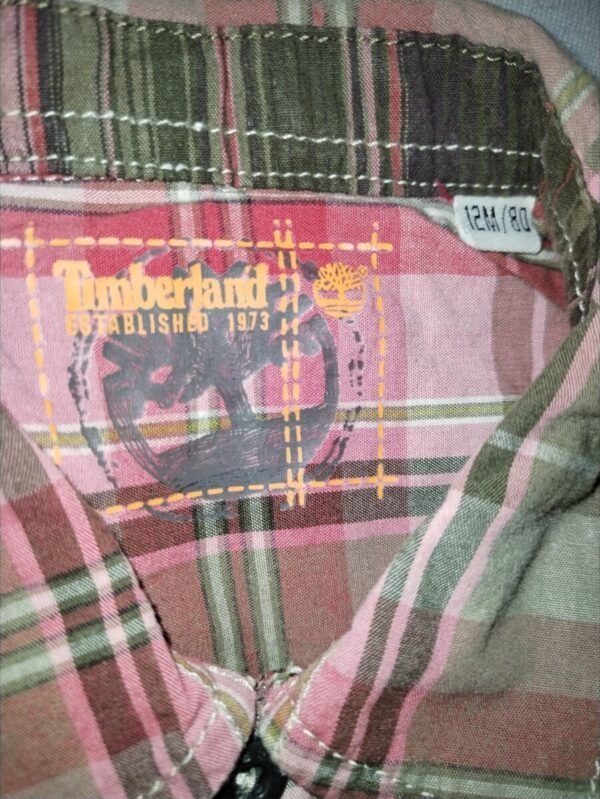 12M/80
Timberland
ESTABLISHED 1973